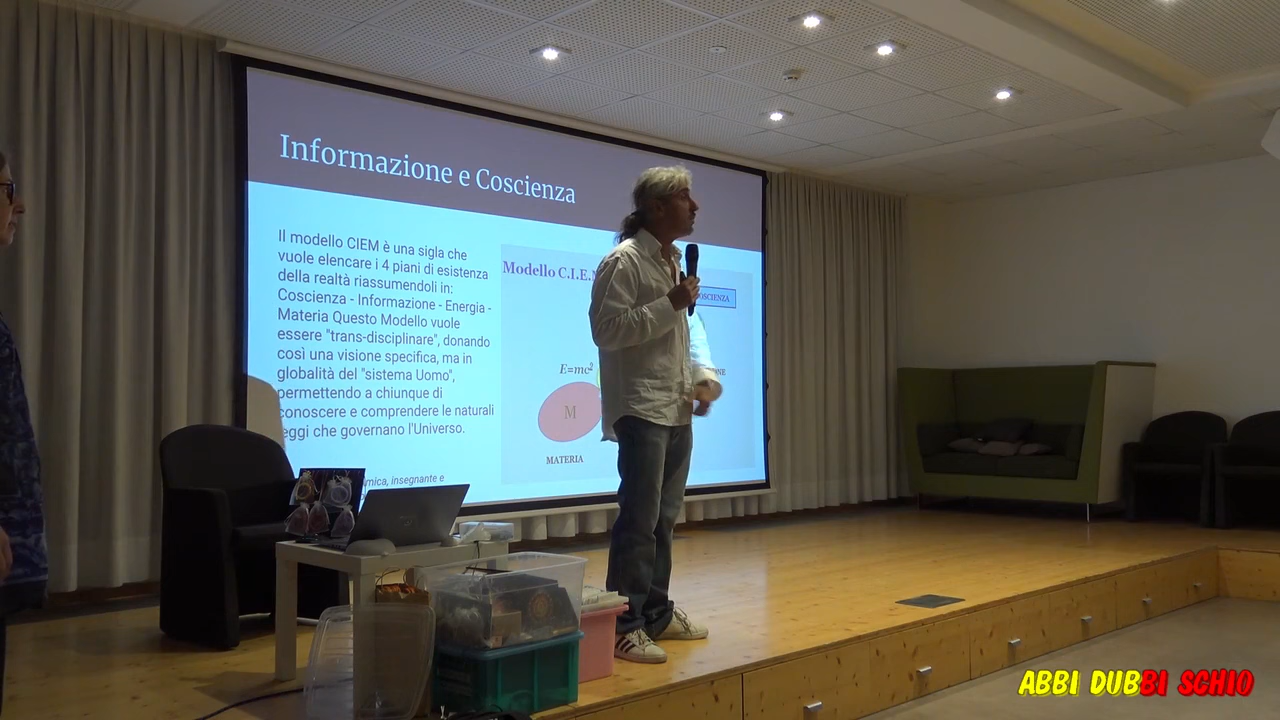 Informazione e Coscienza
Il modello CIEM è una sigla che
vuole elencare i 4 piani di esistenza
della realtà riassumendoli in:
Coscienza - Informazione - Energia -
Materia Questo Modello vuole
essere "trans-disciplinare", donando
così una visione specifica, ma in
globalità del "sistema Uomo",
permettendo a chiunque di
conoscere e comprendere le naturali
leggi che governano l'Universo.
Modello C.I.E.
E=mc²
M
MATERIA
insegnante e
ABBI DUBBI SCHIO